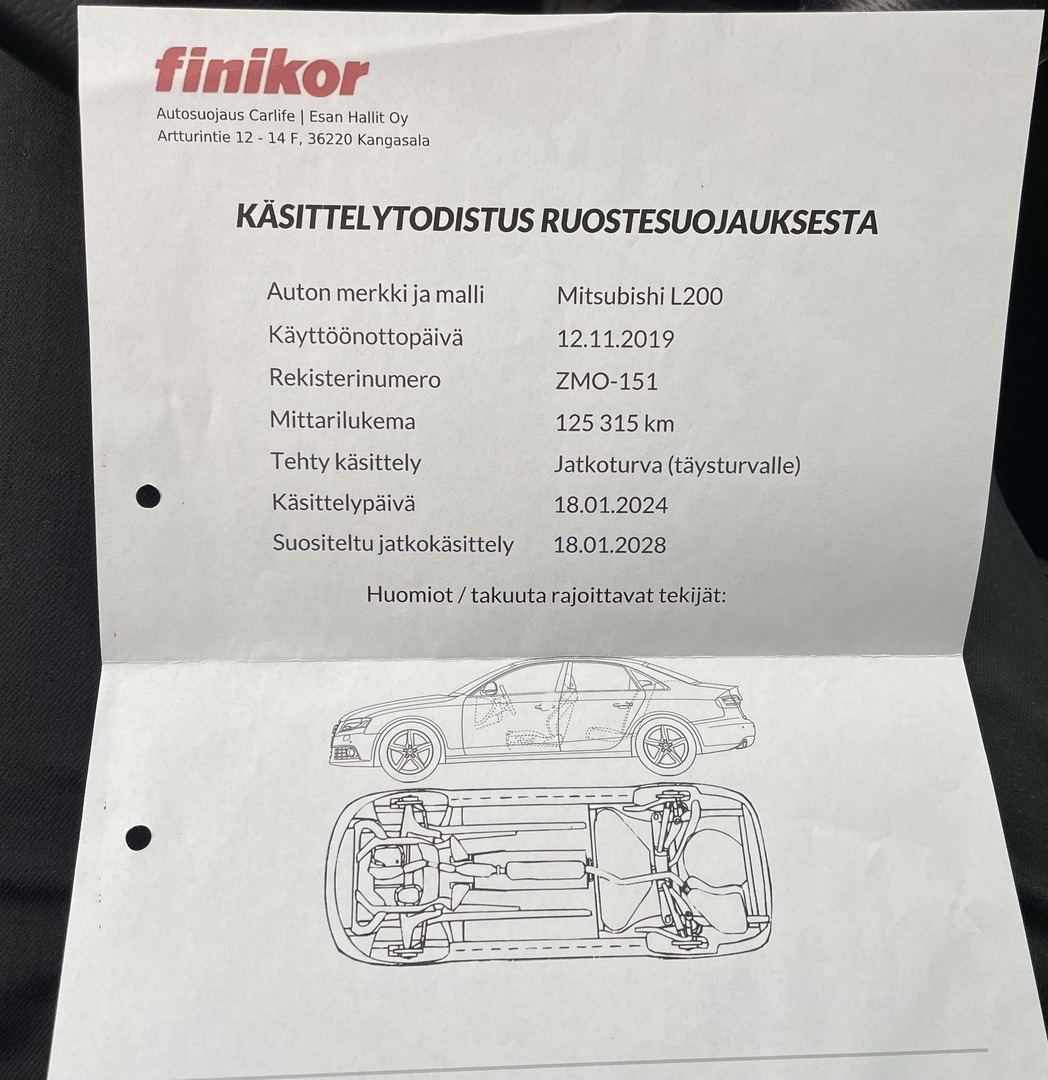 finikor
Autosuojaus Carlife | Esan Hallit Oy
Artturintie 12 - 14 F, 36220 Kangasala
KÄSITTELYTODISTUS RUOSTESUOJAUKSESTA
Auton merkki ja malli Mitsubishi L200
Käyttöönottopäivä 12.11.2019
Rekisterinumero ZMO-151
Mittarilukema 125 315 km
Tehty käsittely Jatkoturva (täysturvalle)
Käsittelypäivä 18.01.2024
Suositeltu jatkokäsittely 18.01.2028
Huomiot / takuuta rajoittavat tekijät: